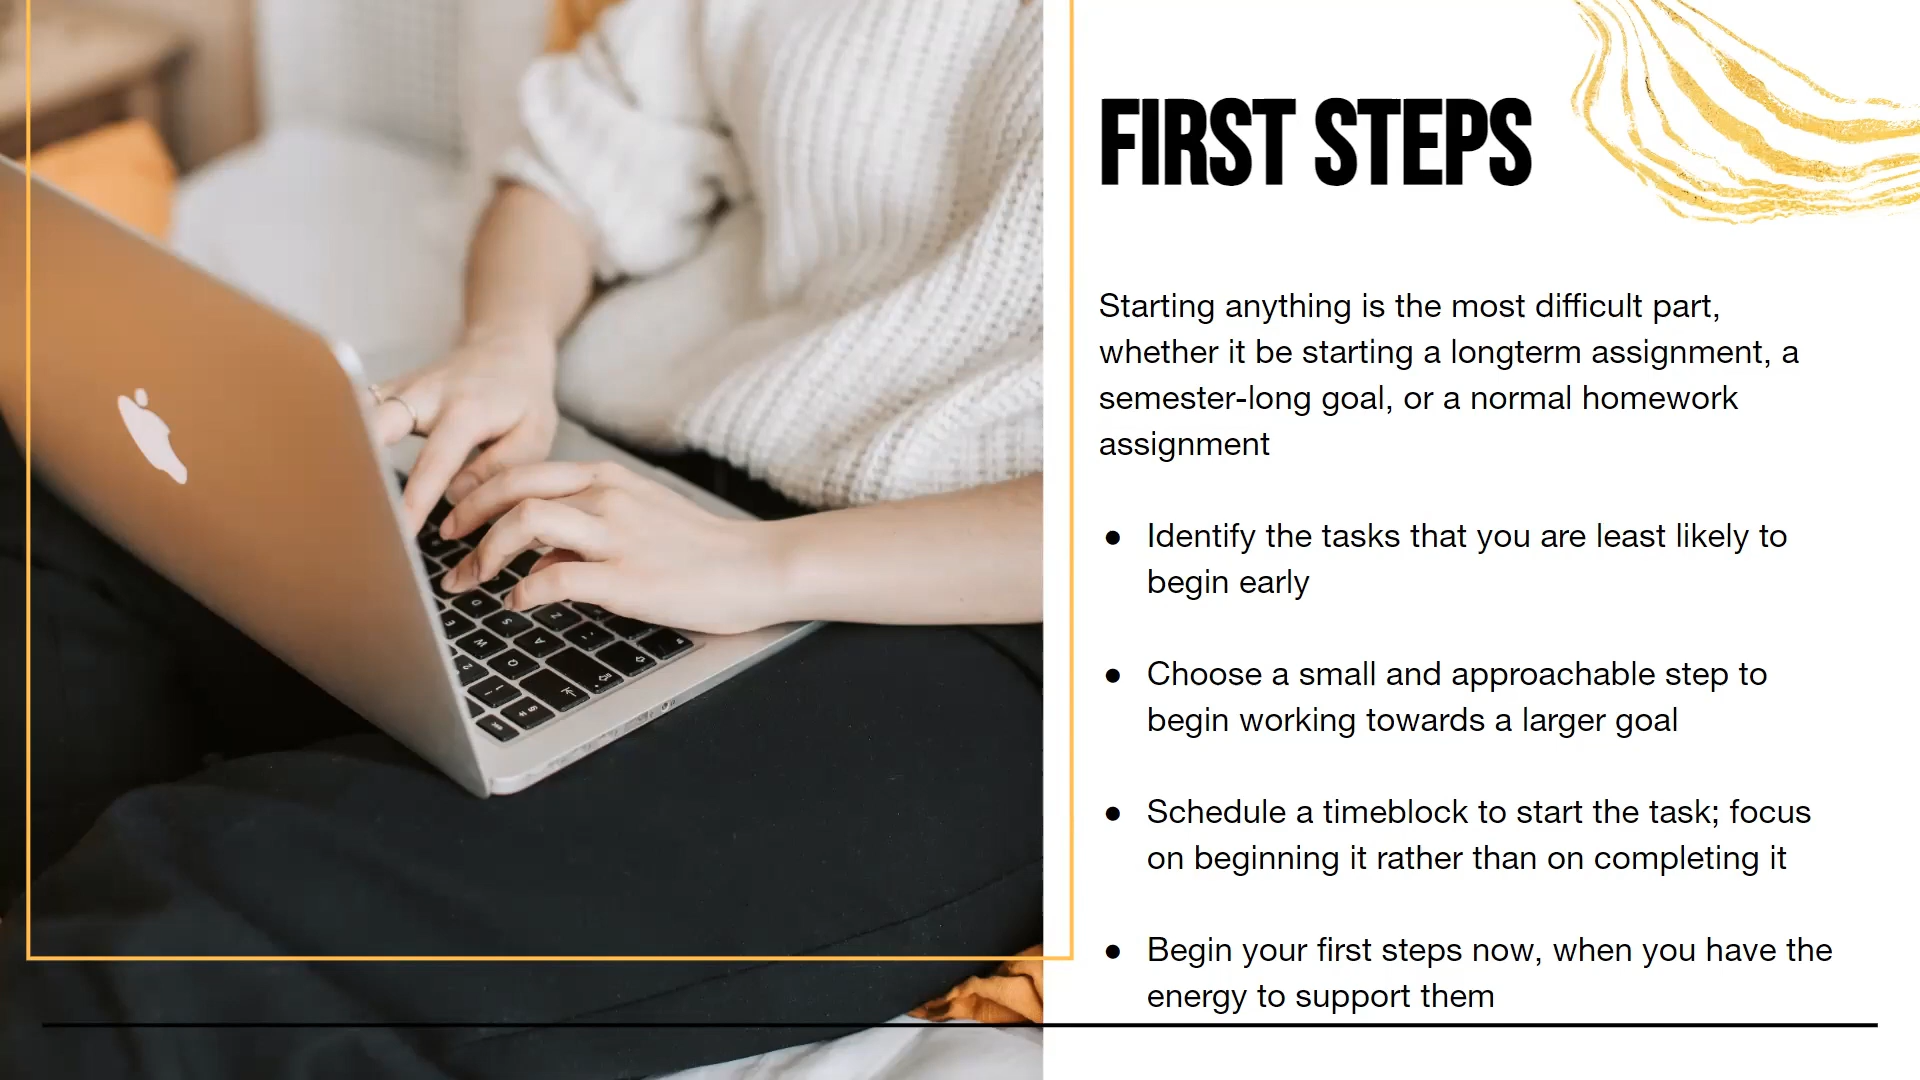 FIRST STEPS
Starting anything is the most difficult part,
whether it be starting a longterm assignment, a
semester-long goal, or a normal homework
assignment
● Identify the tasks that you are least likely to
begin early
● Choose a small and approachable step to
begin working towards a larger goal
● Schedule a timeblock to start the task; focus
on beginning it rather than on completing it
● Begin your first steps now, when you have the
energy to support them